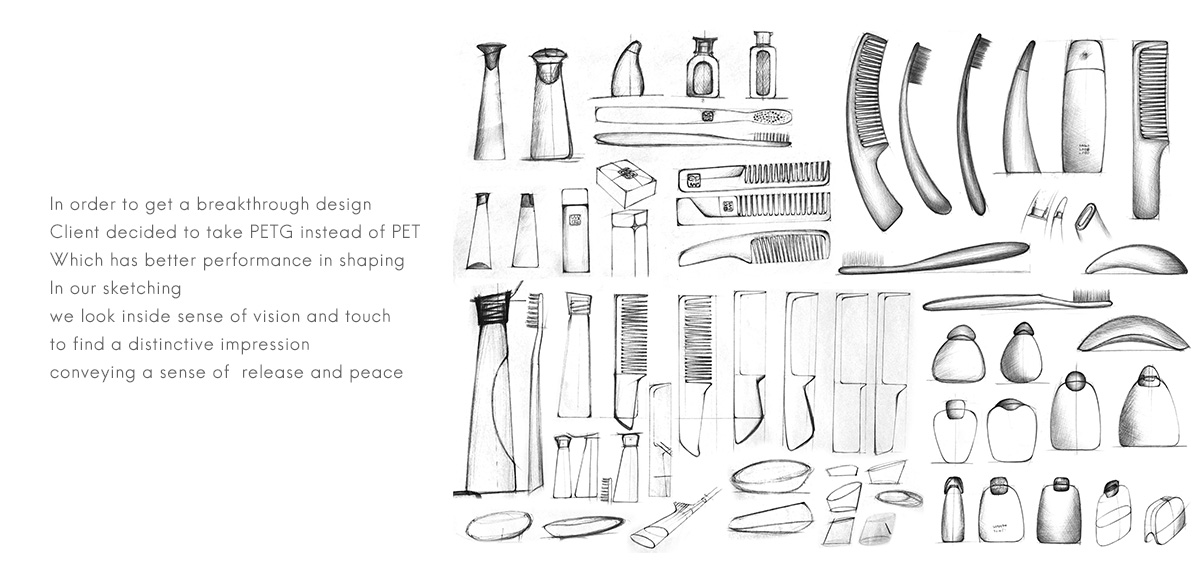 In order to get a breakthrough design
Client decided to take PETG instead of PET
Which has better performance in shaping
In our sketching
we look inside sense of vision and touch
to find a distinctive impression
conveying a sense of  release and peace